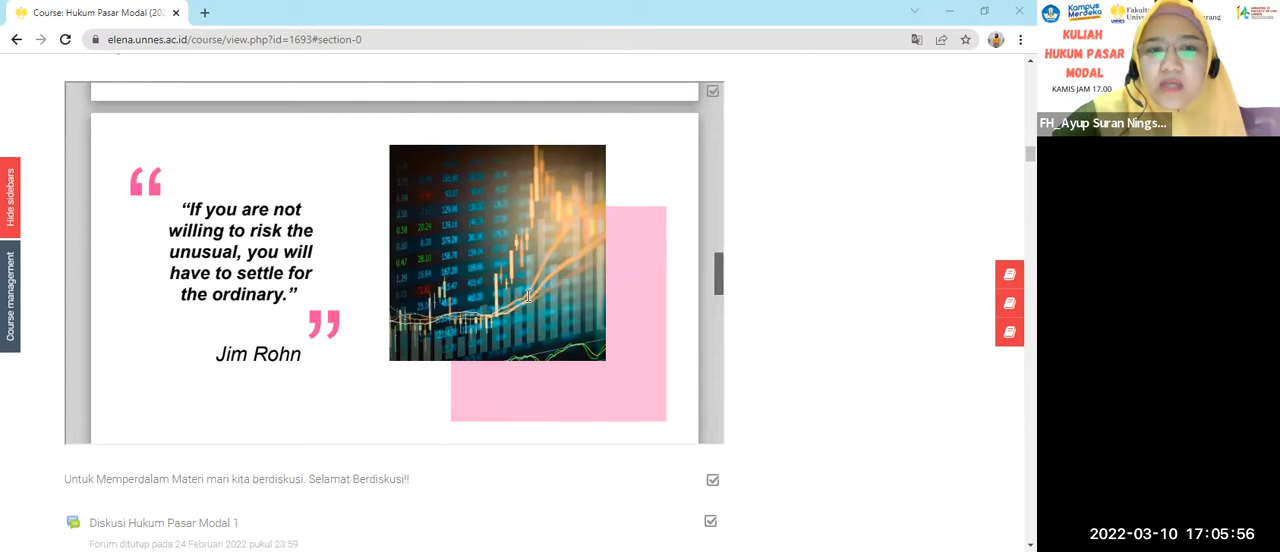 Course: Hukum Pasar Modal (202
elena.unnes.ac.id/course/view.php?id=1693#section-0
Hide sidebars
Course management
“If you are not
willing to risk the
unusual, you will
have to settle for
the ordinary.”
Jim Rohn
Untuk Memperdalam Materi mari kita berdiskusi. Selamat Berdiskusi!!
Diskusi Hukum Pasar Modal 1
Forum ditutup pada 24 Februari 2022 pukul 23:59
Kampus
Merdeka
UNNES
KULIAH
HUKUM PASAR
MODAL
KAMIS JAM 17.00
FH_ Ayup Suran Nings...
2022-03-10 17:05:56